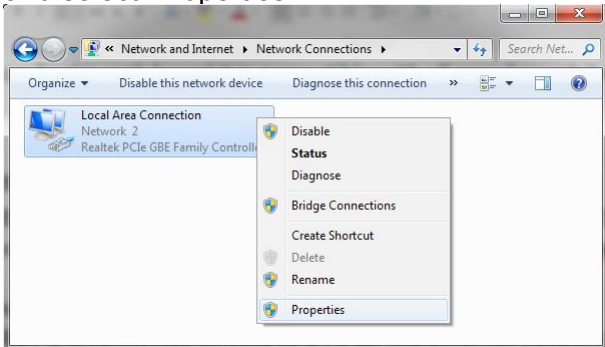 « Network and Internet ▸ Network Connections ▸ Search Net...
Organize ▾ Disable this network device Diagnose this connection »
Local Area Connection
Network 2
Realtek PCIe GBE Family Controlle
Disable
Status
Diagnose
Bridge Connections
Create Shortcut
Delete
Rename
Properties